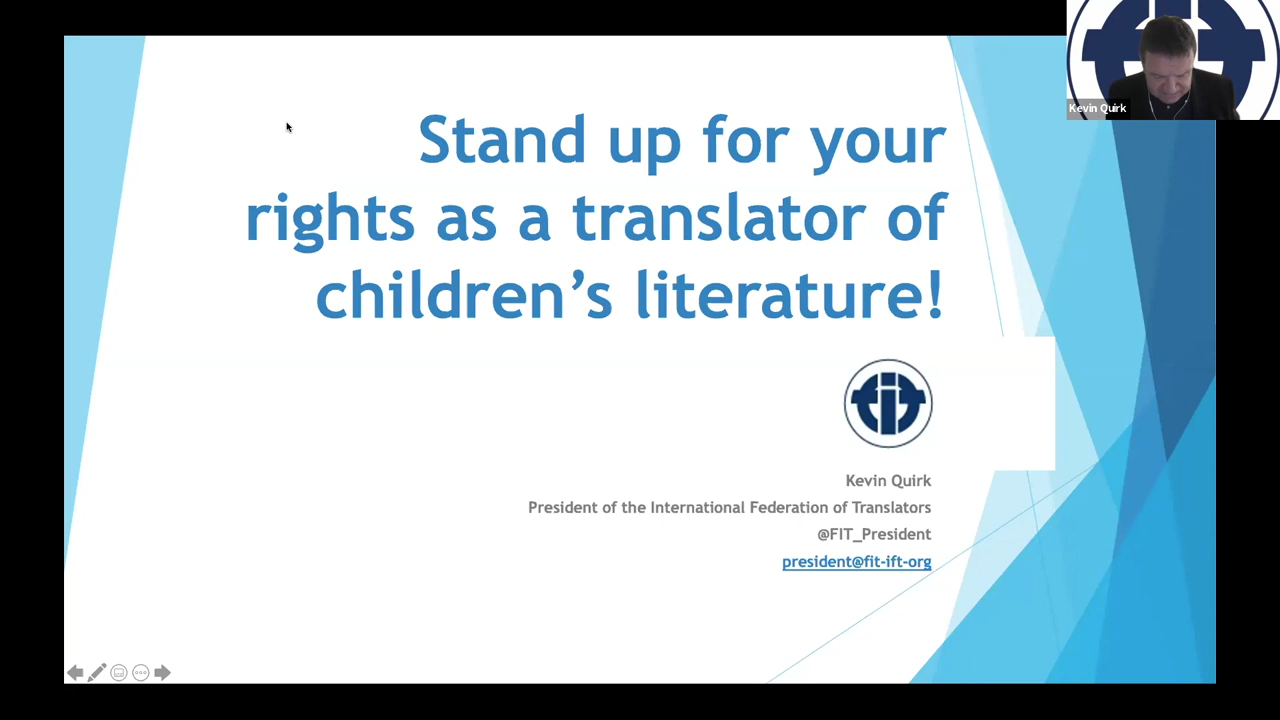 Kevin Quirk
Stand up for your
rights as a translator of
children’s literature!
fit
Kevin Quirk
President of the International Federation of Translators
@FIT_President
president@fit-ift-org